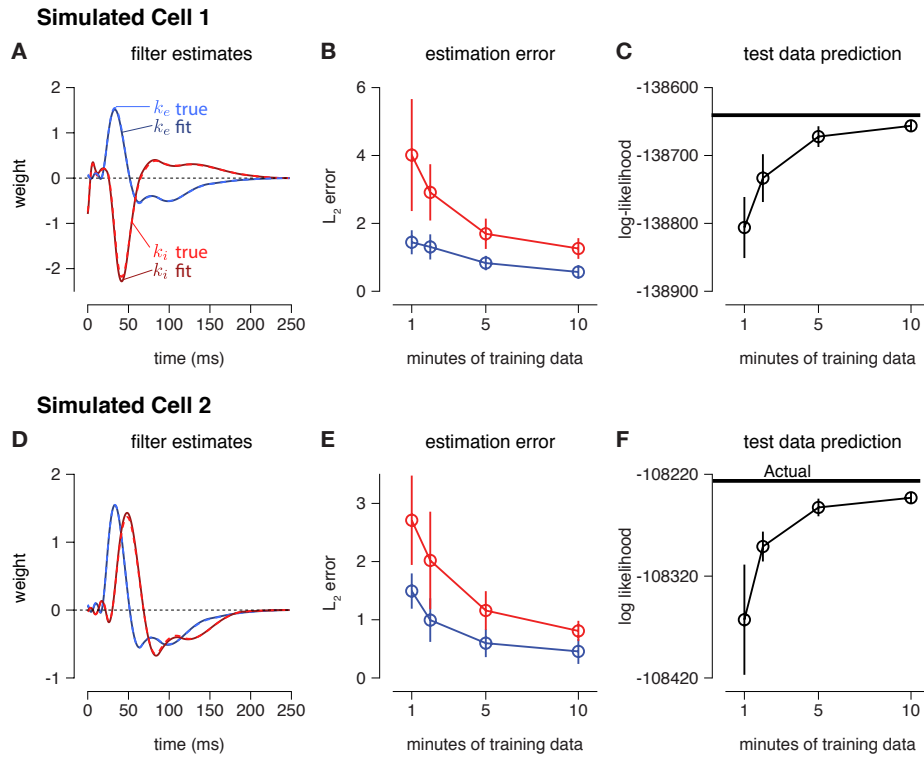 Simulated Cell 1
A filter estimates
2
1
0
-1
-2
weight
k_e true
k_e fit
k_i true
k_i fit
0 50 100 150 200 250
time (ms)
B estimation error
6
4
2
0
L2 error
1 5 10
minutes of training data
C test data prediction
-138600
-138700
-138800
-138900
log-likelihood
1 5 10
minutes of training data
Simulated Cell 2
D filter estimates
2
1
0
-1
weight
0 50 100 150 200 250
time (ms)
E estimation error
3
2
1
0
L2 error
1 5 10
minutes of training data
F test data prediction
-108220
-108320
-108420
log likelihood
Actual
1 5 10
minutes of training data